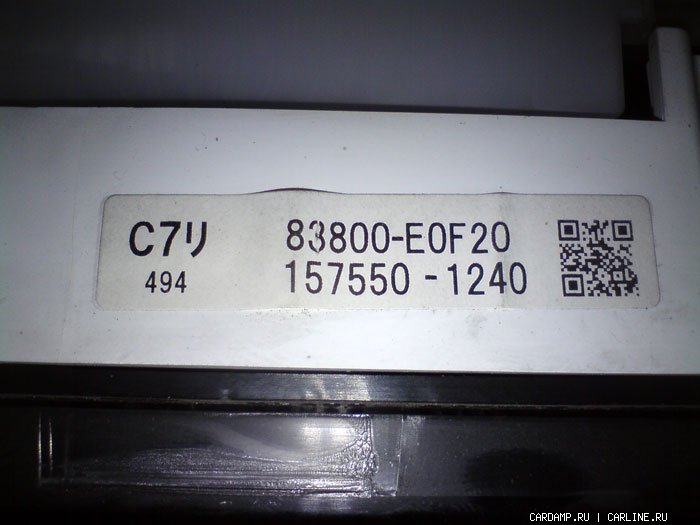 C7リ 83800-E0F20
494 157550-1240
CARDAMP.RU | CARLINE.RU